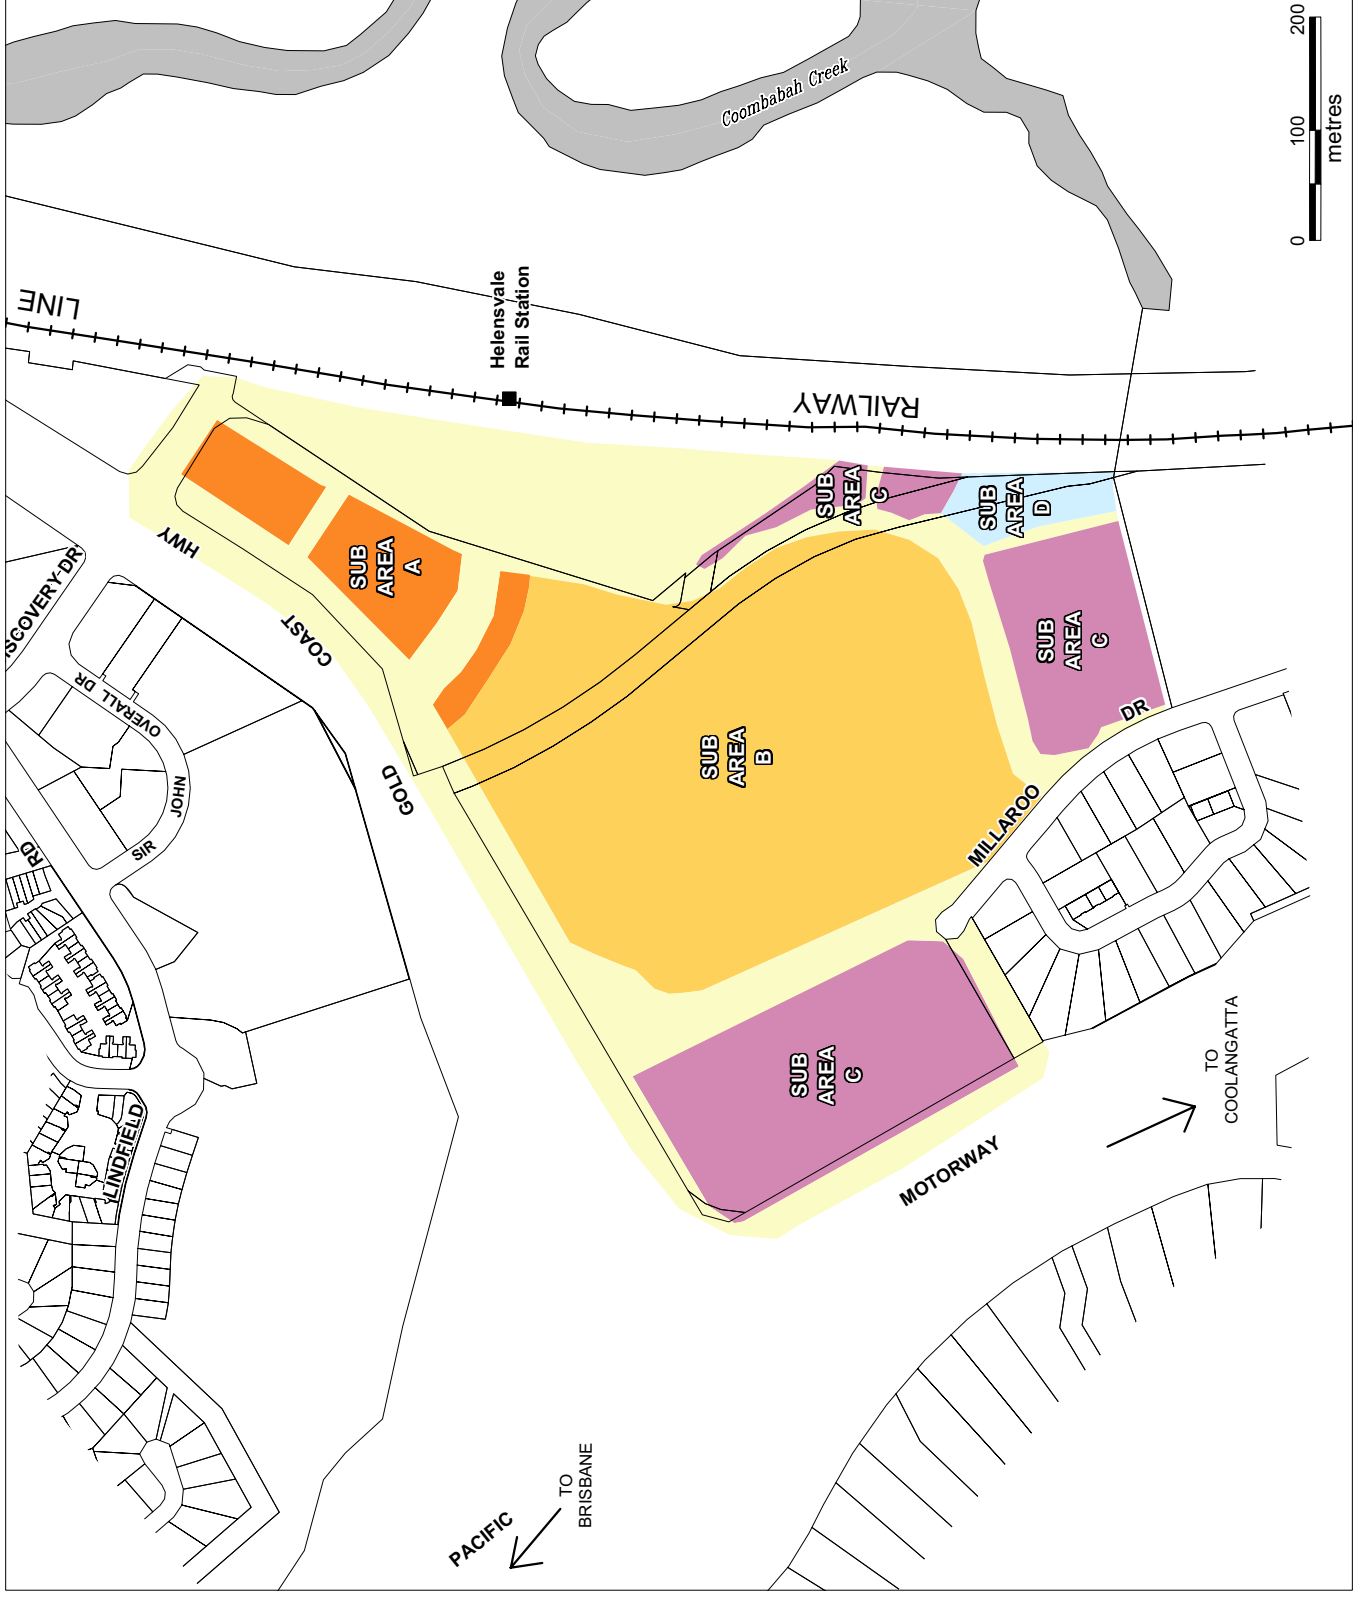 Coombabah Creek
0 100 200
metres
RAILWAY
LINE
Helensvale
Rail Station
GOLD
COAST
HWY
ISCOVERY DR
SIR
JOHN
OVERALL DR
RD
LINDFIELD
SUB
AREA
A
SUB
AREA
B
SUB
AREA
C
SUB
AREA
D
SUB
AREA
C
SUB
AREA
C
MILLAROO
DR
PACIFIC
MOTORWAY
TO
BRISBANE
TO
COOLANGATTA